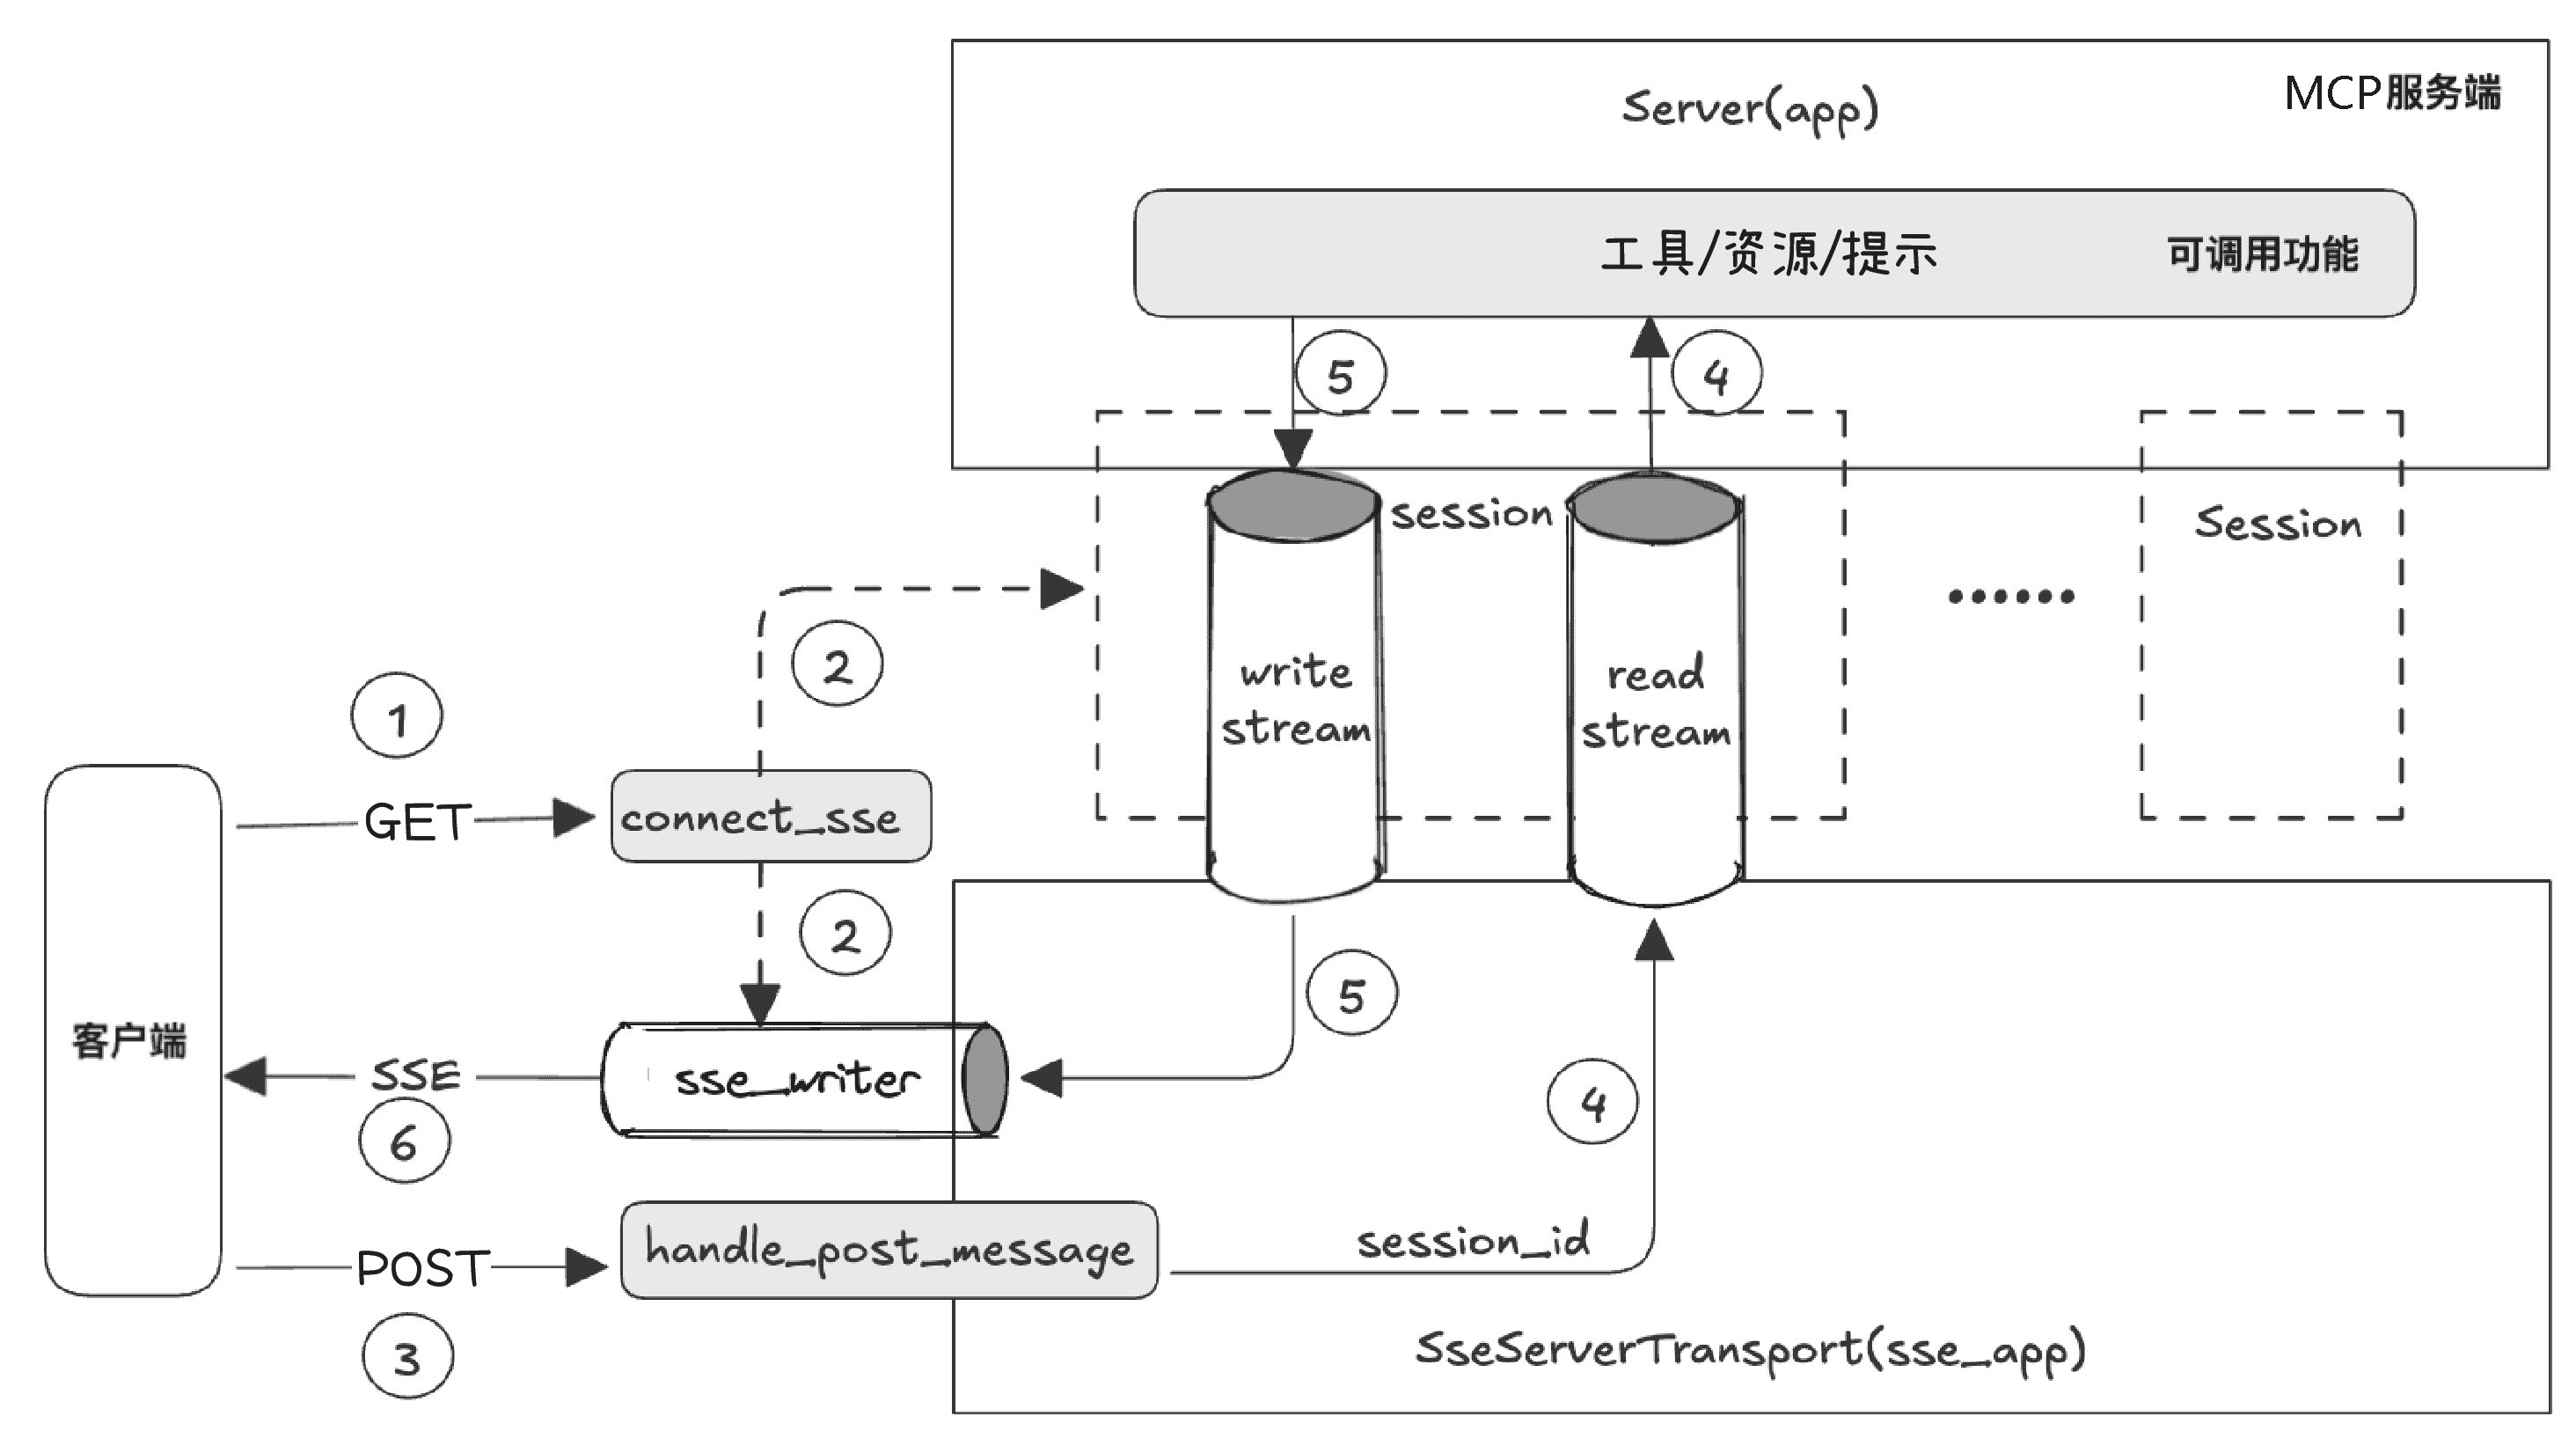 MCP服务端
Server(app)
工具/资源/提示
可调用功能
5
4
session
Session
2
write
stream
read
stream
......
1
GET
connect_sse
2
5
客户端
SSE
sse_writer
6
4
POST
handle_post_message
session_id
3
SseServerTransport(sse_app)